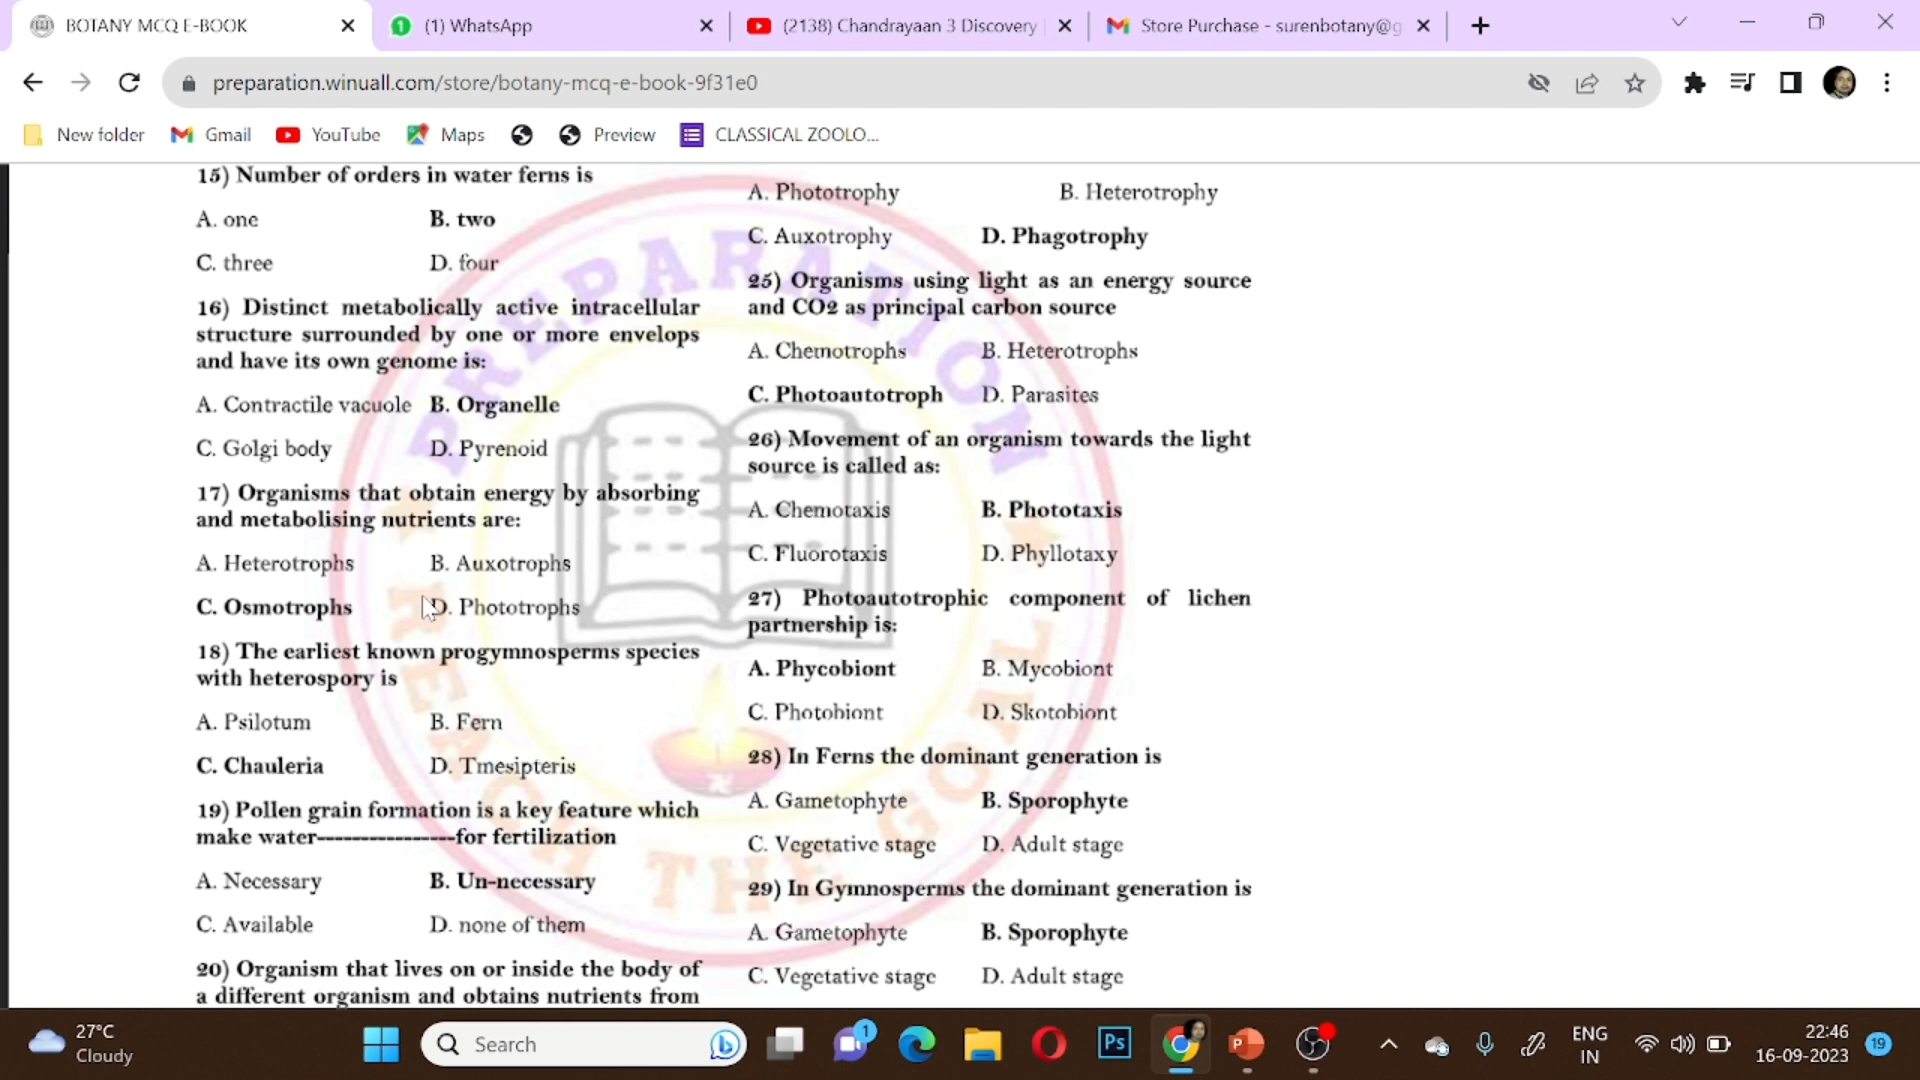 BOTANY MCQ E-BOOK
(1) WhatsApp
(2138) Chandrayaan 3 Discovery
Store Purchase - surenbotany@g
preparation.winuall.com/store/botany-mcq-e-book-9f31e0
New folder Gmail YouTube Maps Preview CLASSICAL ZOOLO...
15) Number of orders in water ferns is
A. one B. two
C. three D. four
16) Distinct metabolically active intracellular
structure surrounded by one or more envelops
and have its own genome is:
A. Contractile vacuole B. Organelle
C. Golgi body D. Pyrenoid
17) Organisms that obtain energy by absorbing
and metabolising nutrients are:
A. Heterotrophs B. Auxotrophs
C. Osmotrophs D. Phototrophs
18) The earliest known progymnosperms species
with heterospory is
A. Psilotum B. Fern
C. Chauleria D. Tmesipteris
19) Pollen grain formation is a key feature which
make water-----------------for fertilization
A. Necessary B. Un-necessary
C. Available D. none of them
20) Organism that lives on or inside the body of
a different organism and obtains nutrients from
A. Phototrophy B. Heterotrophy
C. Auxotrophy D. Phagotrophy
25) Organisms using light as an energy source
and CO2 as principal carbon source
A. Chemotrophs B. Heterotrophs
C. Photoautotroph D. Parasites
26) Movement of an organism towards the light
source is called as:
A. Chemotaxis B. Phototaxis
C. Fluorotaxis D. Phyllotaxy
27) Photoautotrophic component of lichen
partnership is:
A. Phycobiont B. Mycobiont
C. Photobiont D. Skotobiont
28) In Ferns the dominant generation is
A. Gametophyte B. Sporophyte
C. Vegetative stage D. Adult stage
29) In Gymnosperms the dominant generation is
A. Gametophyte B. Sporophyte
C. Vegetative stage D. Adult stage
PREPARATION
REACH THE GOAL
27°C
Cloudy
Search
1
Ps
P
ENG
IN
22:46
16-09-2023
19